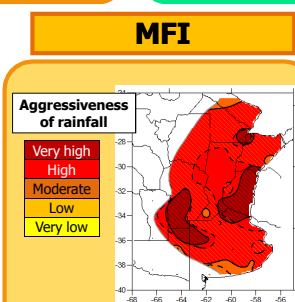 MFI
Aggressiveness
of rainfall
Very high
High
Moderate
Low
Very low
-24
-28
-30
-32
-34
-36
-38
-40
-68 -66 -64 -62 -60 -58 -56